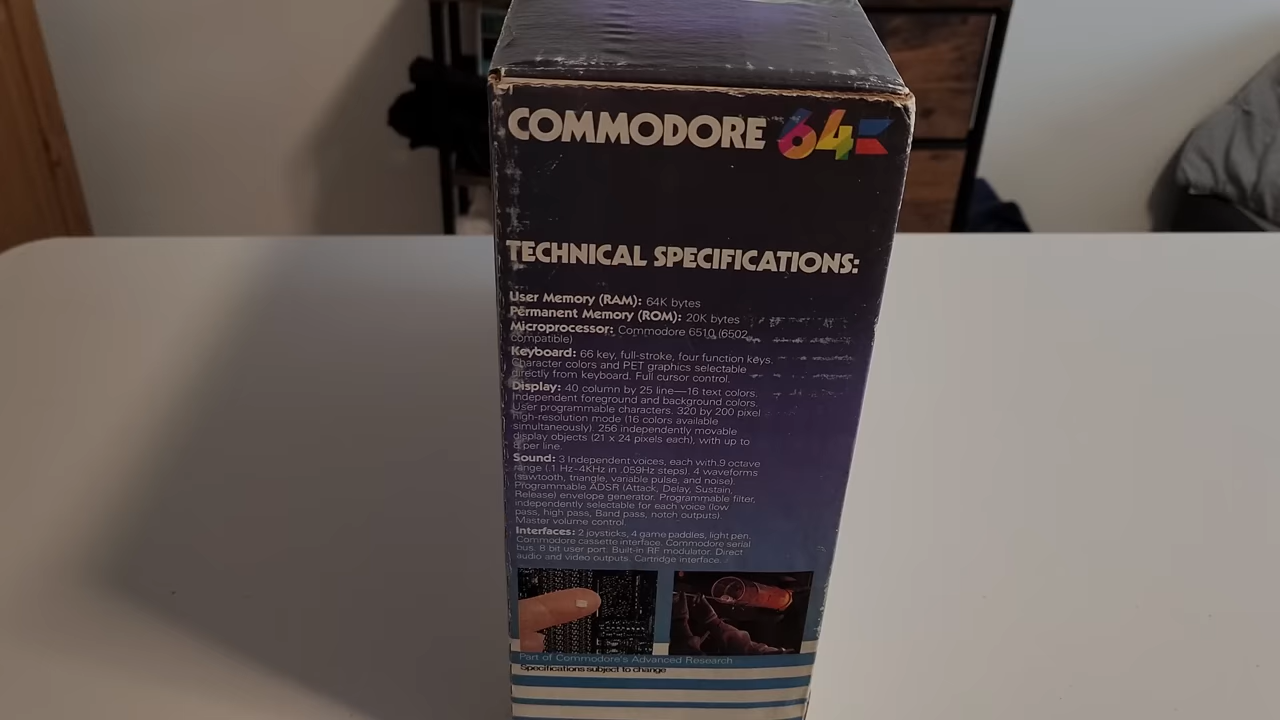 COMMODORE 64
TECHNICAL SPECIFICATIONS:
User Memory (RAM): 64K bytes
Permanent Memory (ROM): 20K bytes
Microprocessor: Commodore 6510 (6502
compatible)
Keyboard: 66 key, full-stroke, four function keys.
Character colors and PET graphics selectable
directly from keyboard. Full cursor control.
Display: 40 column by 25 line—16 text colors.
Independent foreground and background colors.
User programmable characters. 320 by 200 pixel
high-resolution mode (16 colors available
simultaneously). 256 independently movable
display objects (21 x 24 pixels each), with up to
8 per line.
Sound: 3 Independent voices, each with 9 octave
range (.1 Hz-4KHz in .059Hz steps). 4 waveforms
(sawtooth, triangle, variable pulse, and noise).
Programmable ADSR (Attack, Delay, Sustain,
Release) envelope generator. Programmable filter,
independently selectable for each voice (low
pass, high pass, Band pass, notch outputs).
Master volume control.
Interfaces: 2 joysticks, 4 game paddles, light pen.
Commodore cassette interface. Commodore serial
bus. 8 bit user port. Built-in RF modulator. Direct
audio and video outputs. Cartridge interface.
Part of Commodore's Advanced Research
Specifications subject to change